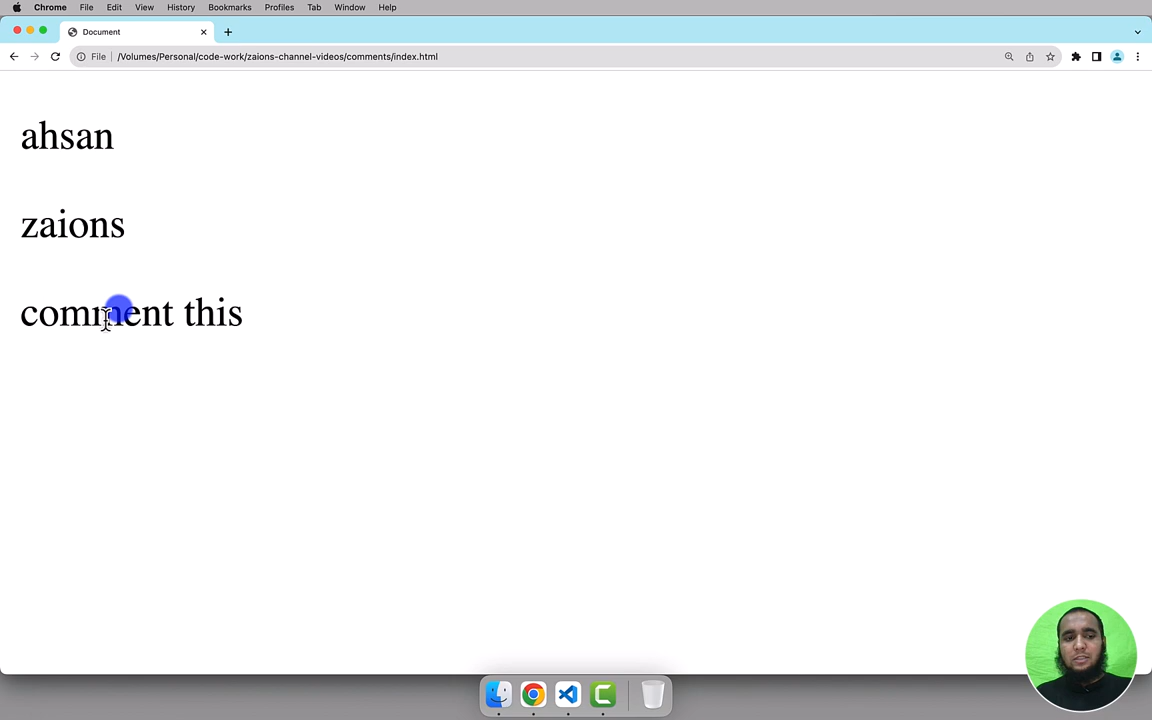 Chrome File Edit View History Bookmarks Profiles Tab Window Help
Document
File /Volumes/Personal/code-work/zaions-channel-videos/comments/index.html
ahsan
zaions
comment this